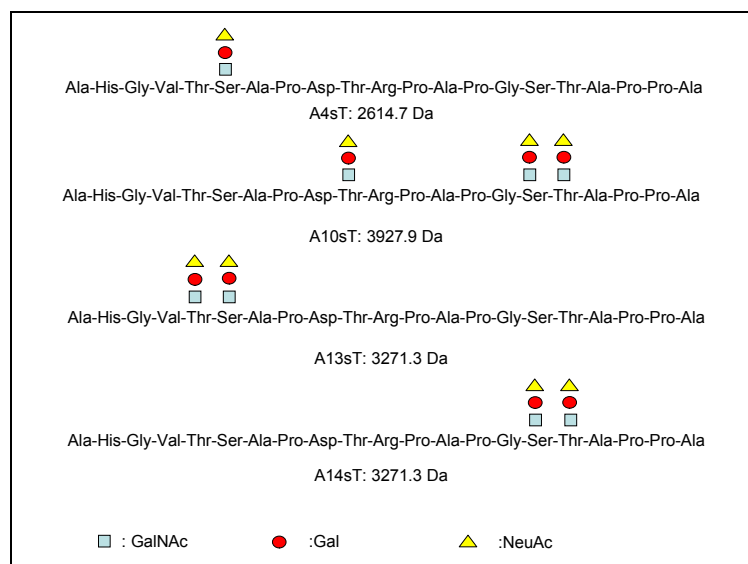 Ala-His-Gly-Val-Thr-Ser-Ala-Pro-Asp-Thr-Arg-Pro-Ala-Pro-Gly-Ser-Thr-Ala-Pro-Pro-Ala
A4sT: 2614.7 Da
Ala-His-Gly-Val-Thr-Ser-Ala-Pro-Asp-Thr-Arg-Pro-Ala-Pro-Gly-Ser-Thr-Ala-Pro-Pro-Ala
A10sT: 3927.9 Da
Ala-His-Gly-Val-Thr-Ser-Ala-Pro-Asp-Thr-Arg-Pro-Ala-Pro-Gly-Ser-Thr-Ala-Pro-Pro-Ala
A13sT: 3271.3 Da
Ala-His-Gly-Val-Thr-Ser-Ala-Pro-Asp-Thr-Arg-Pro-Ala-Pro-Gly-Ser-Thr-Ala-Pro-Pro-Ala
A14sT: 3271.3 Da
: GalNAc :Gal :NeuAc